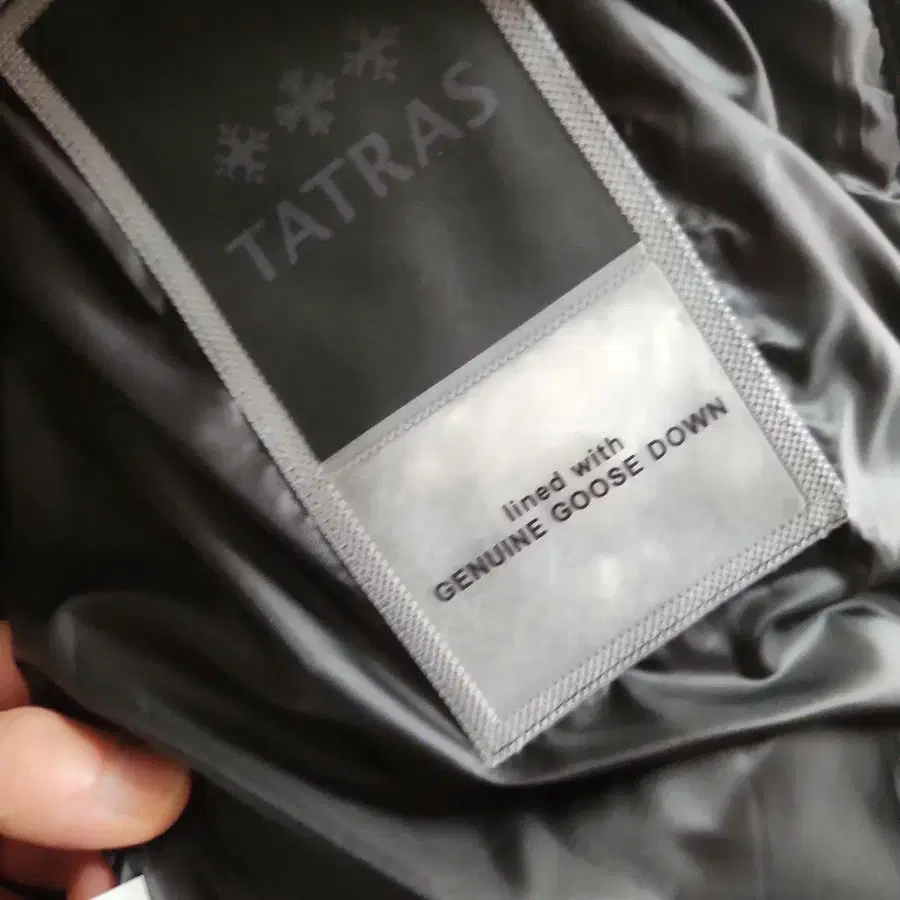 TATRAS
lined with
GENUINE GOOSE DOWN